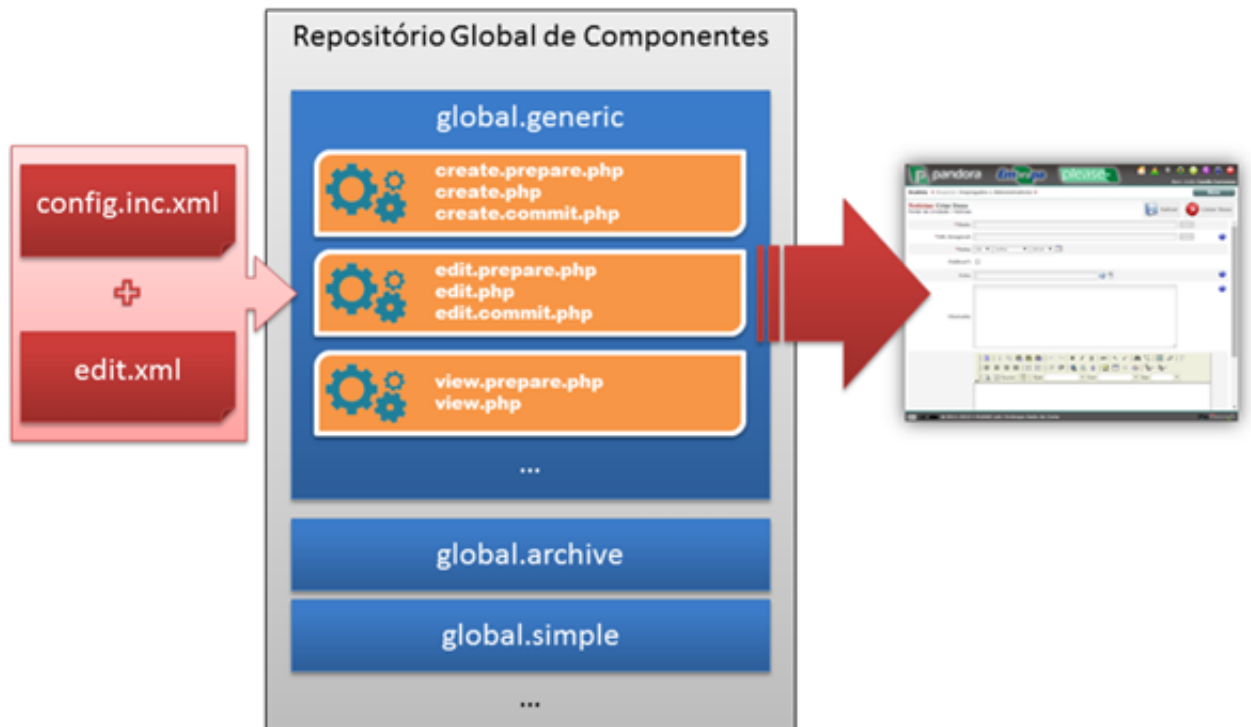 Repositório Global de Componentes
config.inc.xml
+
edit.xml
global.generic
create.prepare.php
create.php
create.commit.php
edit.prepare.php
edit.php
edit.commit.php
view.prepare.php
view.php
...
global.archive
global.simple
...
pandora
Embrapa
please